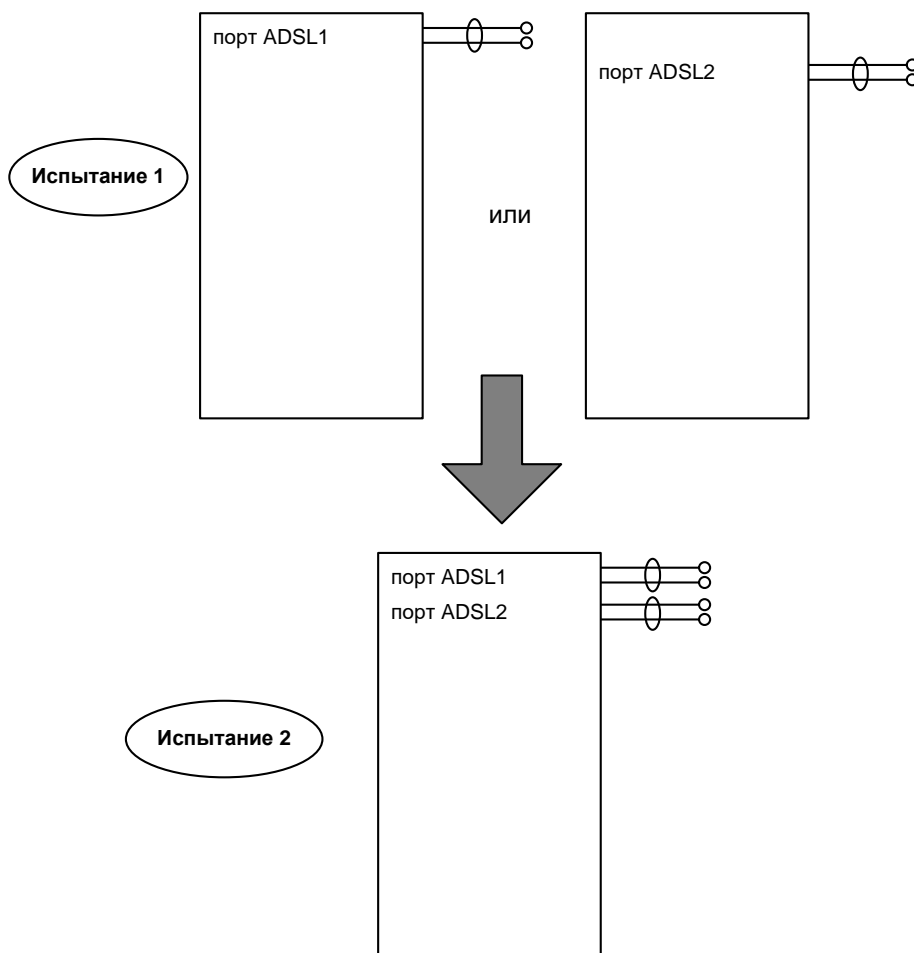 порт ADSL1
порт ADSL2
Испытание 1
или
порт ADSL1
порт ADSL2
Испытание 2